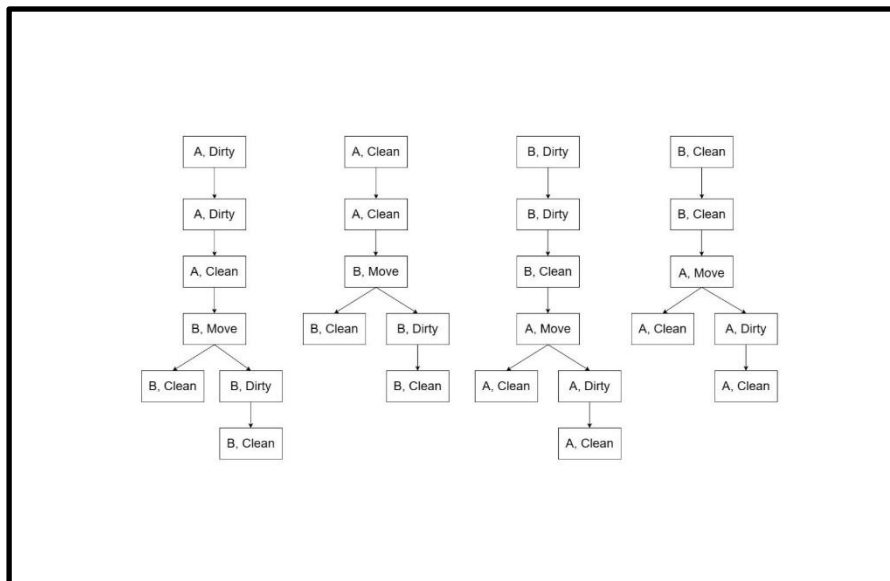 A, Dirty
A, Dirty
A, Clean
B, Move
B, Clean
B, Dirty
B, Clean
A, Clean
A, Clean
B, Move
B, Clean
B, Dirty
B, Clean
B, Dirty
B, Dirty
B, Clean
A, Move
A, Clean
A, Dirty
A, Clean
B, Clean
B, Clean
A, Move
A, Clean
A, Dirty
A, Clean